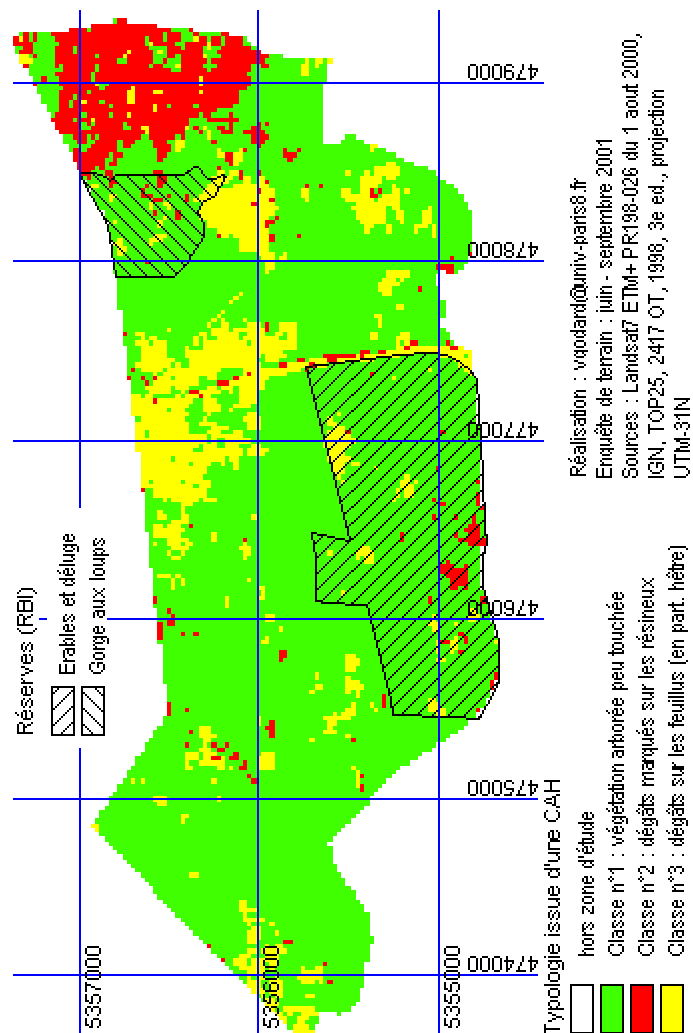 Réserves (RBI)
Erables et déluge
Gorge aux loups
5357000
5356000
5355000
474000
475000
476000
477000
478000
479000
Typologie issue d'une CAH
hors zone d'étude
Classe n°1 : végétation arborée peu touchée
Classe n°2 : dégâts marqués sur les résineux
Classe n°3 : dégâts sur les feuillus (en part. hêtre)
Réalisation : vgodard@univ-paris8.fr
Enquête de terrain : juin - septembre 2001
Sources : Landsat7 ETM+ PR198-026 du 1 aout 2000,
IGN, TOP25, 2417 OT, 1998, 3e ed., projection
UTM-31N